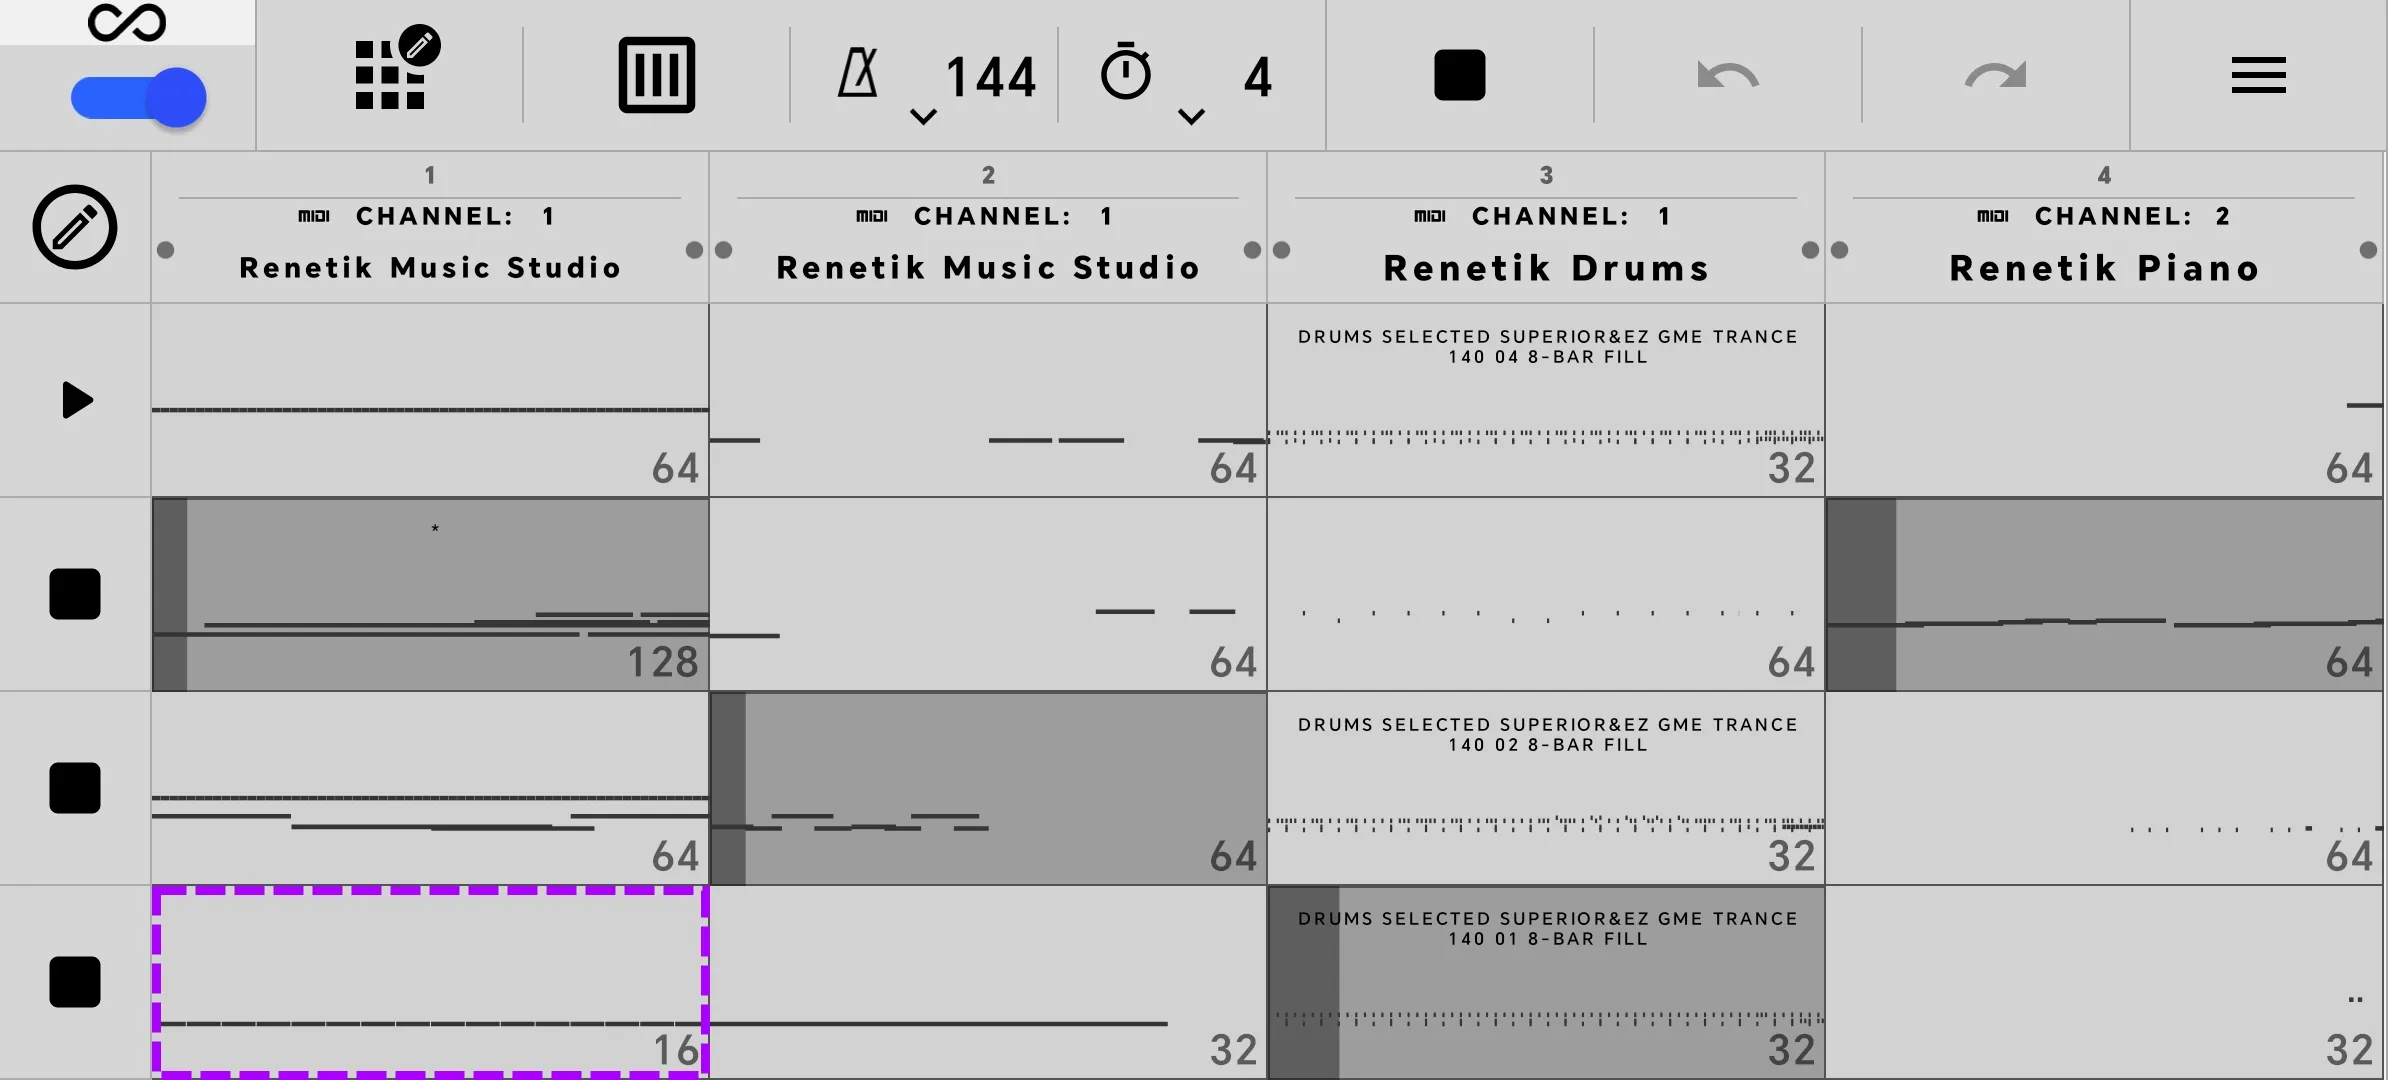 144
4
1
2
3
4
MIDI CHANNEL: 1
MIDI CHANNEL: 1
MIDI CHANNEL: 1
MIDI CHANNEL: 2
Renetik Music Studio
Renetik Music Studio
Renetik Drums
Renetik Piano
64
64
DRUMS SELECTED SUPERIOR&EZ GME TRANCE
140 04 8-BAR FILL
32
64
*
128
64
64
64
64
64
DRUMS SELECTED SUPERIOR&EZ GME TRANCE
140 02 8-BAR FILL
32
64
16
32
DRUMS SELECTED SUPERIOR&EZ GME TRANCE
140 01 8-BAR FILL
32
32